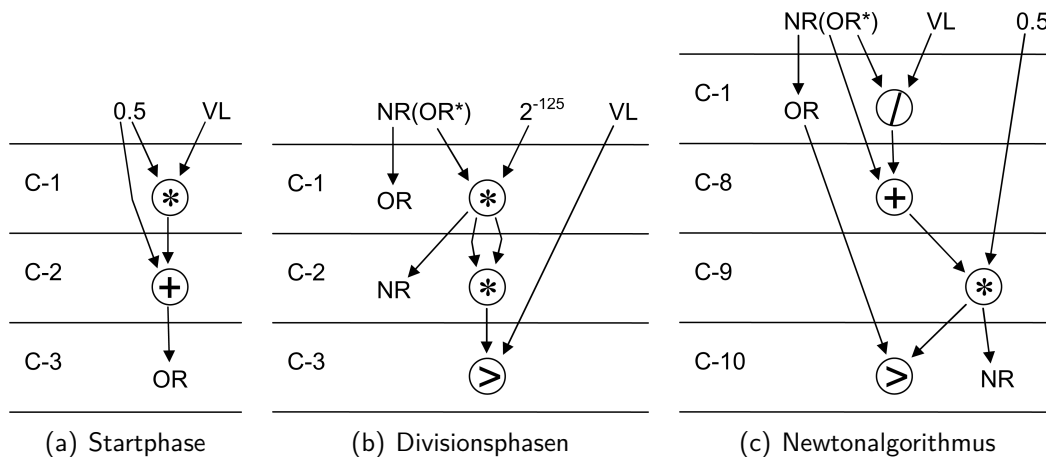 0.5 VL
C-1
*
C-2
+
C-3
OR
(a) Startphase
NR(OR*) 2^-125 VL
C-1
OR
*
C-2
NR
*
C-3
>
(b) Divisionsphasen
NR(OR*) VL 0.5
C-1
OR
/
C-8
+
C-9
*
C-10
>
NR
(c) Newtonalgorithmus